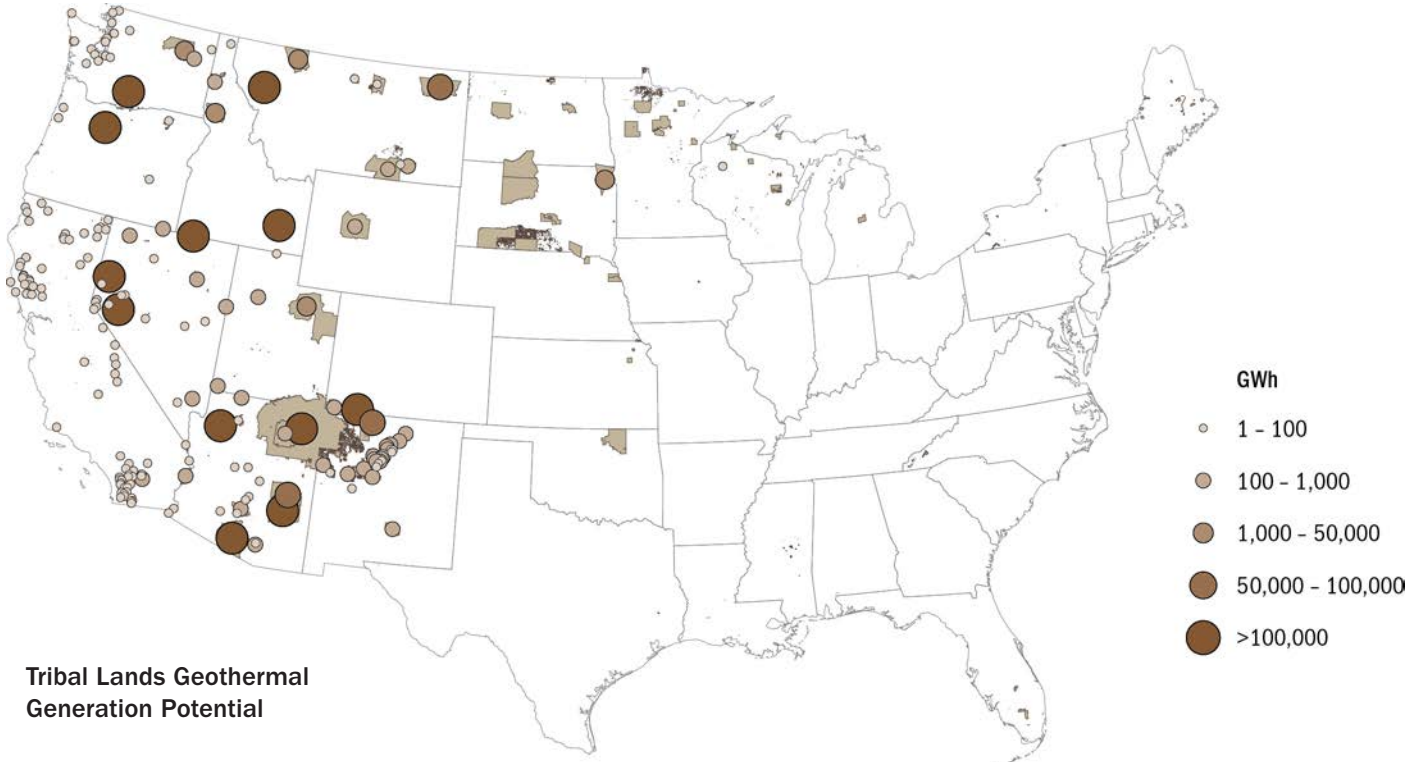 GWh
1 – 100
100 – 1,000
1,000 – 50,000
50,000 – 100,000
>100,000
Tribal Lands Geothermal
Generation Potential